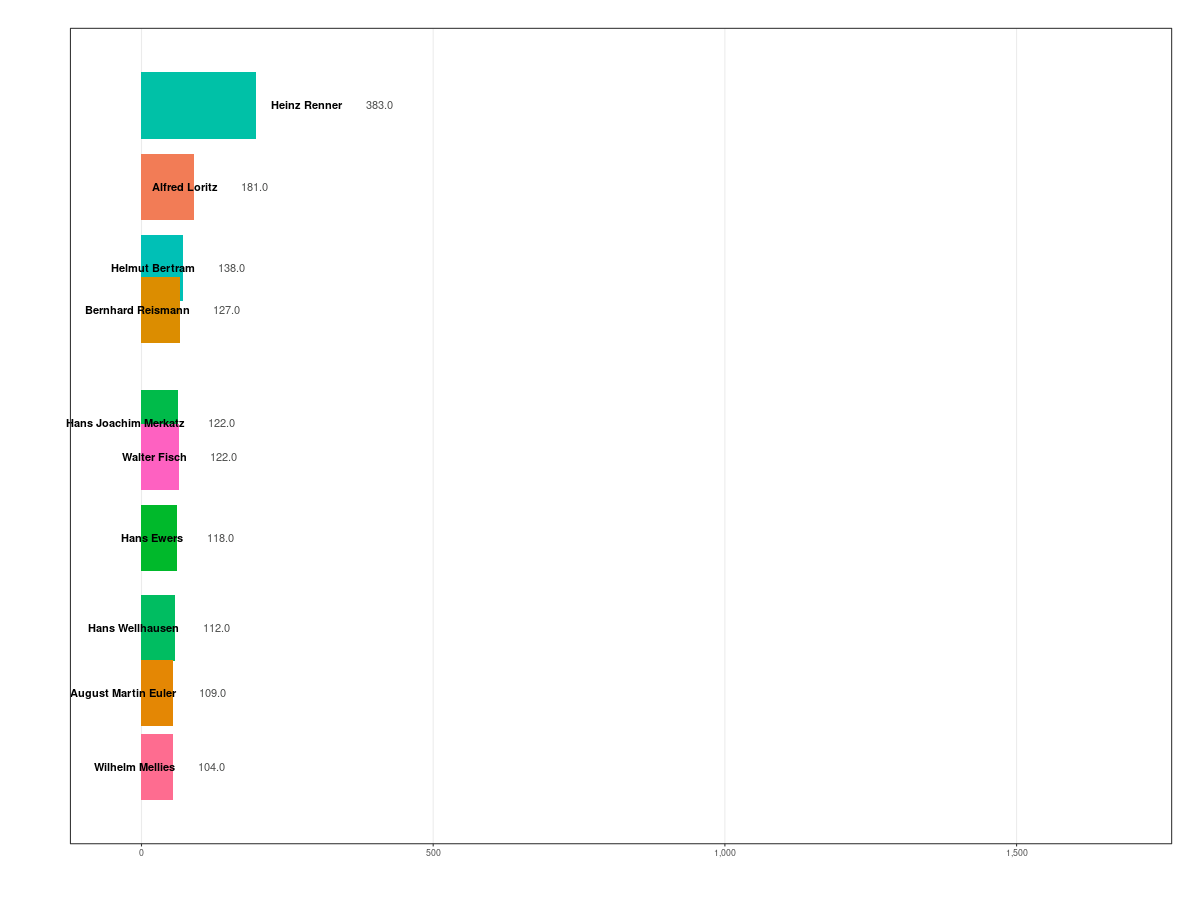 Heinz Renner 383.0
Alfred Loritz 181.0
Helmut Bertram 138.0
Bernhard Reismann 127.0
Hans Joachim Merkatz 122.0
Walter Fisch 122.0
Hans Ewers 118.0
Hans Wellhausen 112.0
August Martin Euler 109.0
Wilhelm Mellies 104.0
0 500 1,000 1,500